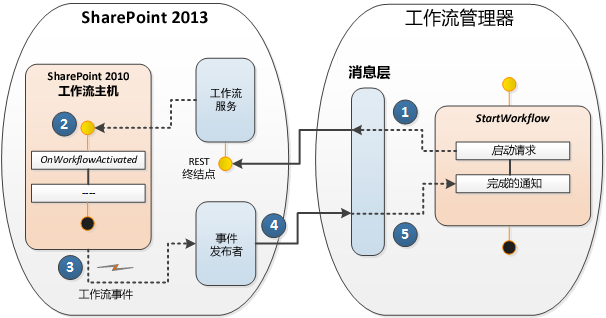 SharePoint 2013
工作流管理器
SharePoint 2010
工作流主机
2
OnWorkflowActivated
----
3
工作流事件
工作流
服务
REST
终结点
事件
发布者
4
消息层
1
5
StartWorkflow
启动请求
完成的通知